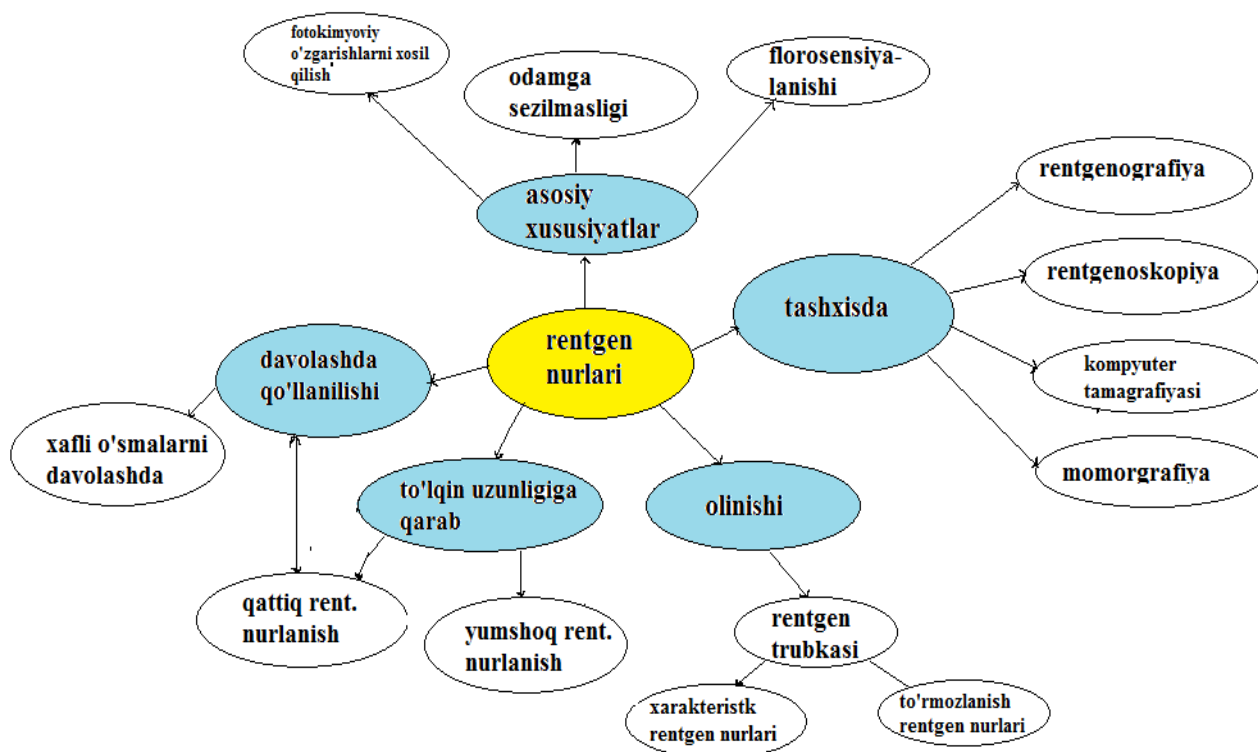 fotokimyoviy
o'zgarishlarni xosil
qilish'
odamga
sezilmasligi
florosensiya-
lanishi
asosiy
xususiyatlar
rentgenografiya
rentgenoskopiya
tashxisda
kompyuter
tamagrafiyasi
momorgrafiya
rentgen
nurlari
davolashda
qo'llanilishi
xafli o'smalarni
davolashda
to'lqin uzunligiga
qarab
olinishi
qattiq rent.
nurlanish
yumshoq rent.
nurlanish
rentgen
trubkasi
xarakteristk
rentgen nurlari
to'rmozlanish
rentgen nurlari